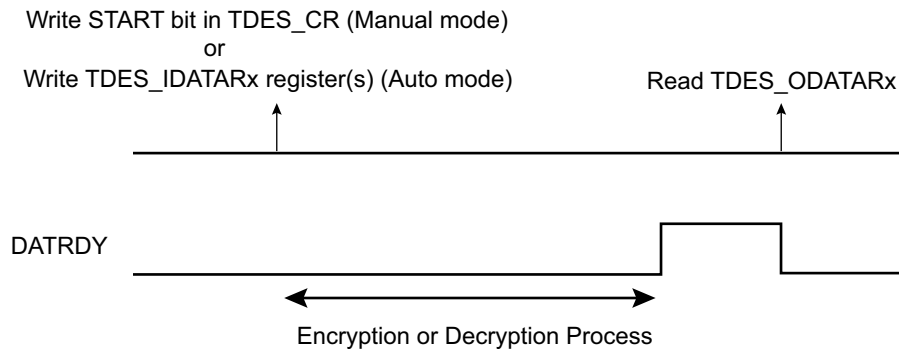 Write START bit in TDES_CR (Manual mode)
or
Write TDES_IDATARx register(s) (Auto mode)
Read TDES_ODATARx
DATRDY
Encryption or Decryption Process